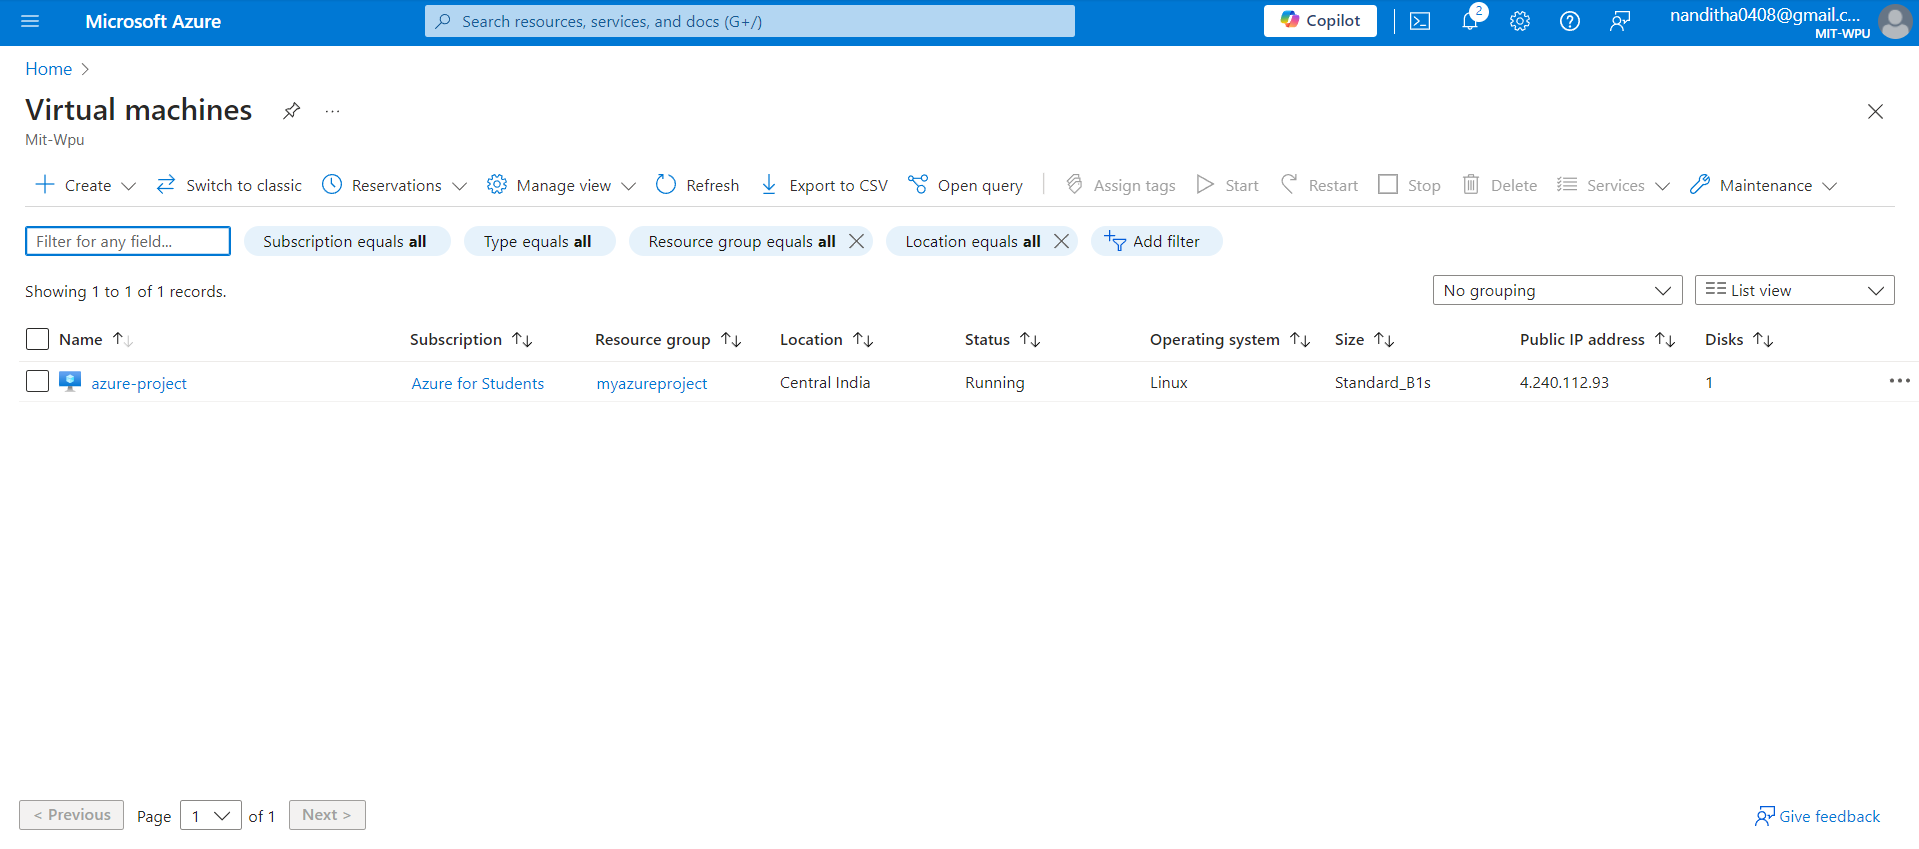 Microsoft Azure
Search resources, services, and docs (G+/)
Copilot
2
nanditha0408@gmail.c...
MIT-WPU
Home
Virtual machines
...
Mit-Wpu
Create
Switch to classic
Reservations
Manage view
Refresh
Export to CSV
Open query
Assign tags
Start
Restart
Stop
Delete
Services
Maintenance
Filter for any field...
Subscription equals all
Type equals all
Resource group equals all
Location equals all
Add filter
Showing 1 to 1 of 1 records.
No grouping
List view
Name Subscription Resource group Location Status Operating system Size Public IP address Disks
azure-project Azure for Students myazureproject Central India Running Linux Standard_B1s 4.240.112.93 1
< Previous Page 1 of 1 Next >
Give feedback